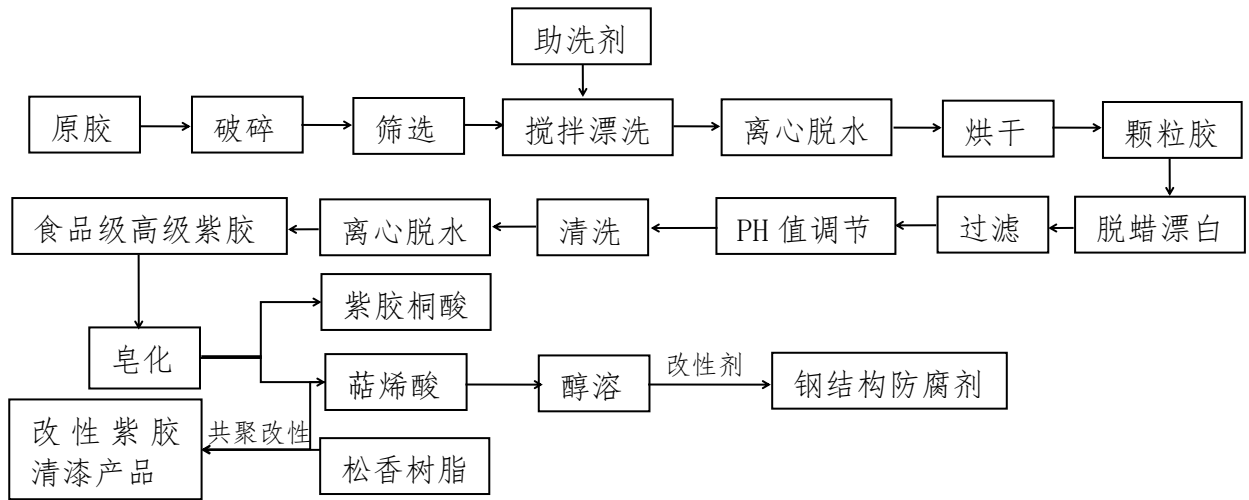 助洗剂
原胶
破碎
筛选
搅拌漂洗
离心脱水
烘干
颗粒胶
食品级高级紫胶
离心脱水
清洗
PH 值调节
过滤
脱蜡漂白
紫胶桐酸
皂化
萜烯酸
醇溶
改性剂
钢结构防腐剂
改性紫胶
清漆产品
共聚改性
松香树脂